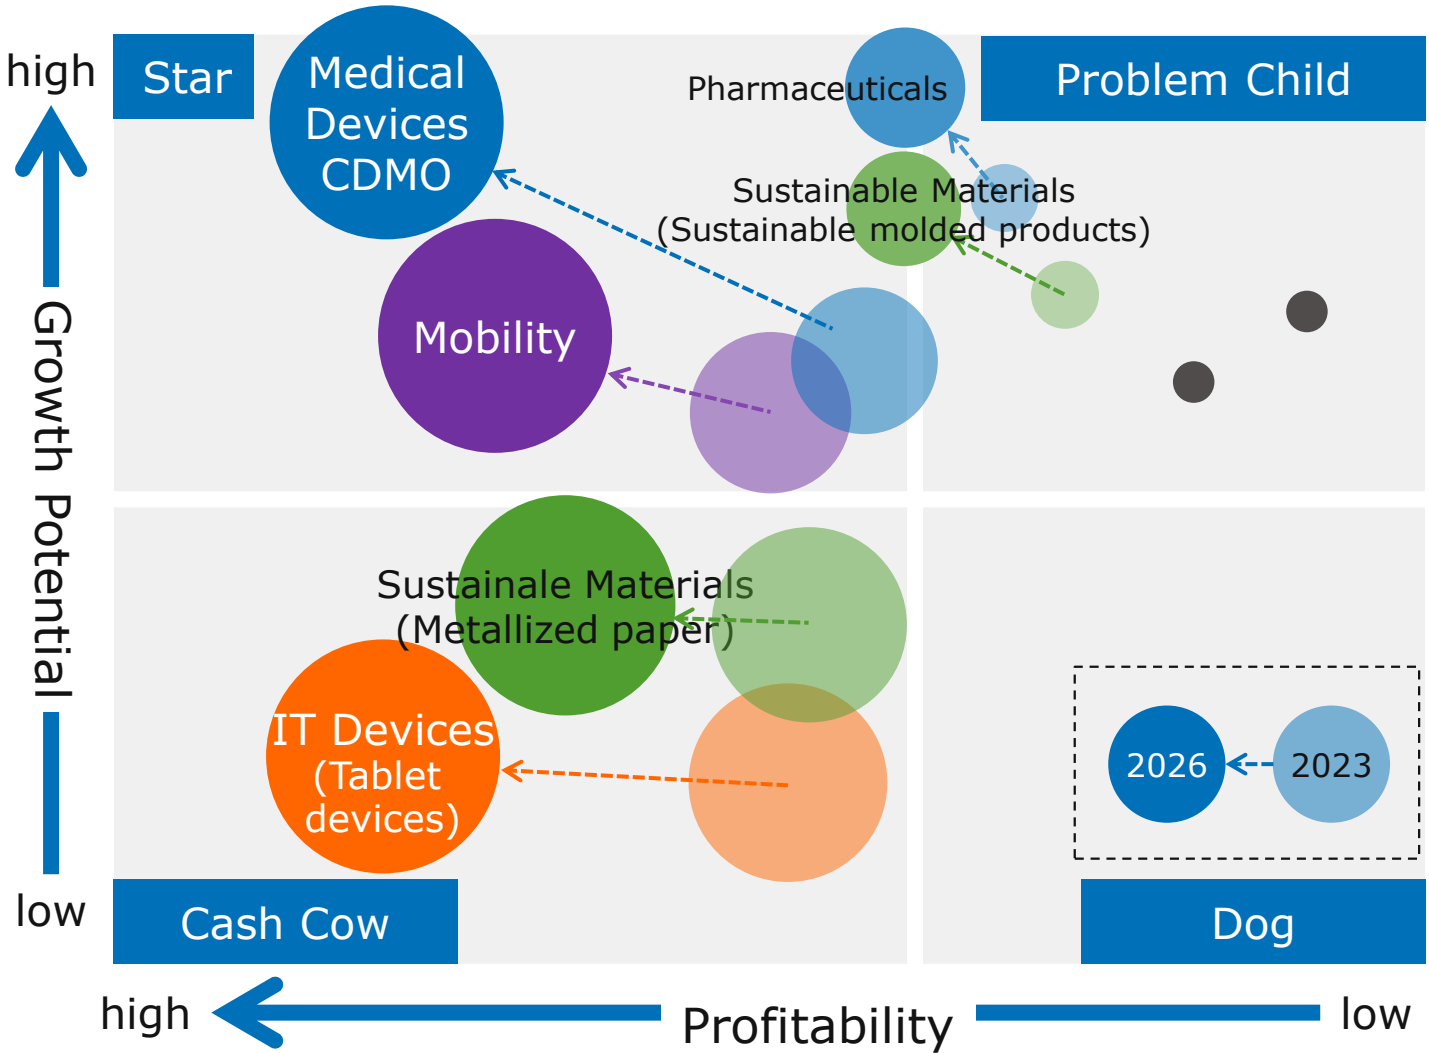 high
Star
Medical
Devices
CDMO
Pharmaceuticals
Problem Child
Sustainable Materials
(Sustainable molded products)
Mobility
Growth Potential
Sustainale Materials
(Metallized paper)
IT Devices
(Tablet
devices)
2026
2023
low
Cash Cow
Dog
high
Profitability
low